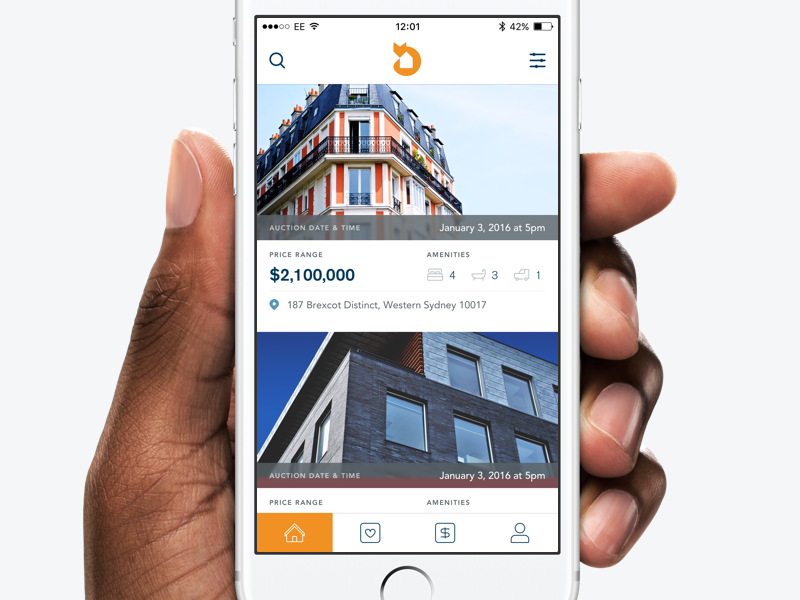 EE 12:01 42%
AUCTION DATE & TIME January 3, 2016 at 5pm
PRICE RANGE AMENITIES
$2,100,000 4 3 1
187 Brexcot Distinct, Western Sydney 10017
AUCTION DATE & TIME January 3, 2016 at 5pm
PRICE RANGE AMENITIES
$